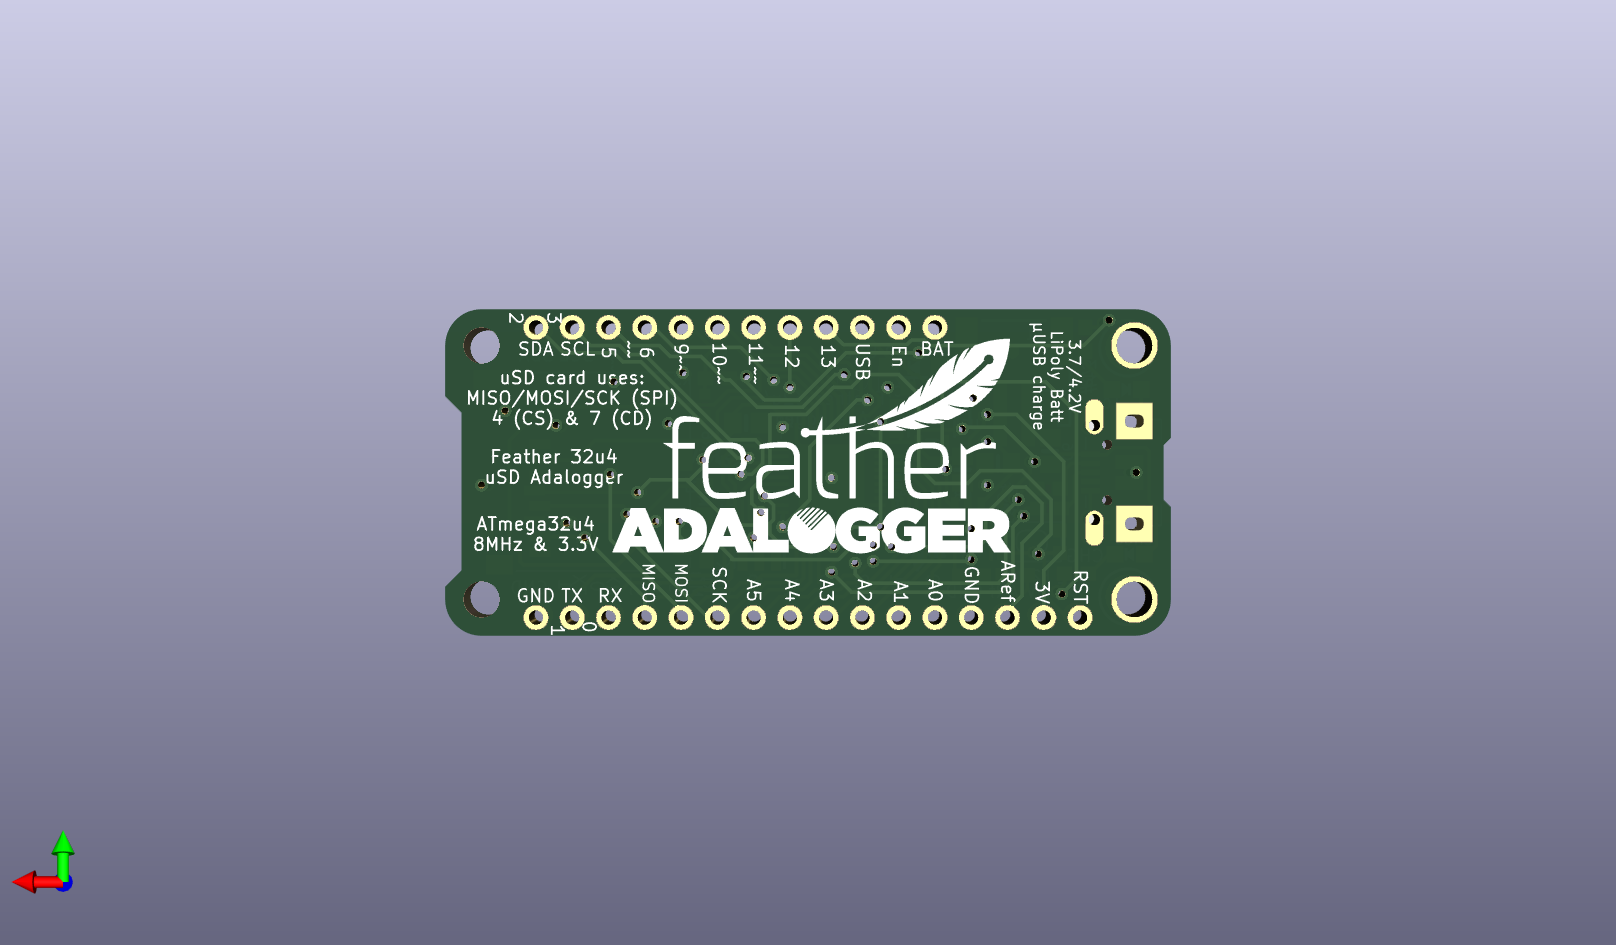 2 3
SDA SCL 5~~ 6 9~~ 10~~ 11~~ 12 13 USB En BAT
uSD card uses:
MISO/MOSI/SCK (SPI)
4 (CS) & 7 (CD)
3.7/4.2V
LiPoly Batt
µUSB charge
Feather 32u4
uSD Adalogger
feather
ADALOGGER
ATmega32u4
8MHz & 3.3V
GND TX RX MISO MOSI SCK A5 A4 A3 A2 A1 A0 GND ARef 3V RST
1 0